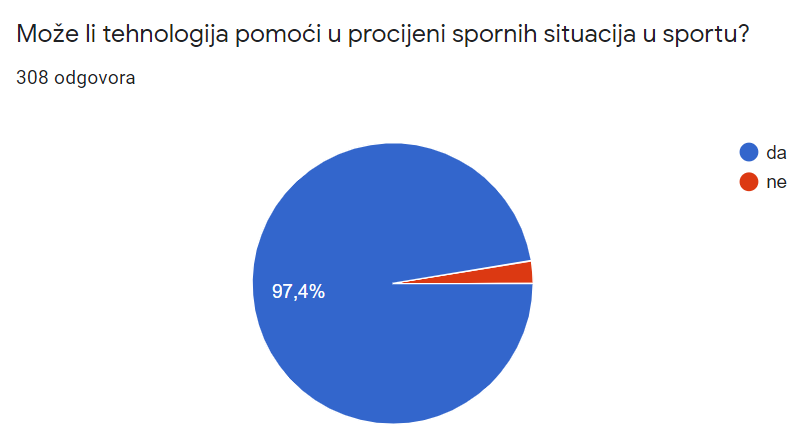 Može li tehnologija pomoći u procijeni spornih situacija u sportu?
308 odgovora
da
ne
97,4%